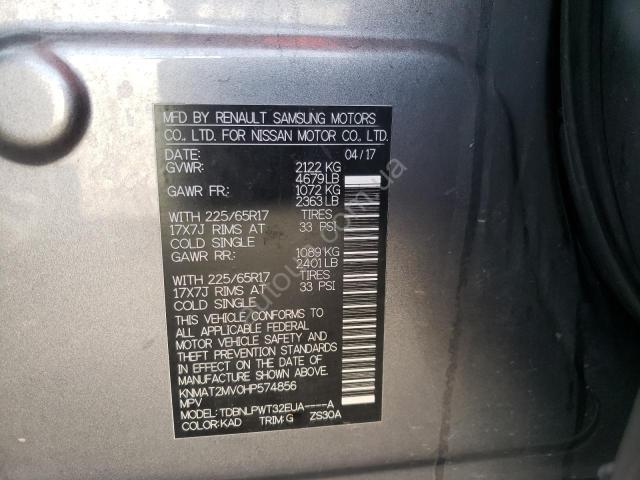 MFD BY RENAULT SAMSUNG MOTORS
CO., LTD. FOR NISSAN MOTOR CO., LTD.
DATE: 04/17
GVWR: 2122 KG
4679 LB
GAWR FR: 1072 KG
2363 LB
WITH 225/65R17 TIRES
17X7J RIMS AT 33 PSI
COLD SINGLE
GAWR RR.: 1089 KG
2401 LB
WITH 225/65R17 TIRES
17X7J RIMS AT 33 PSI
COLD SINGLE
THIS VEHICLE CONFORMS TO
ALL APPLICABLE FEDERAL
MOTOR VEHICLE SAFETY AND
THEFT PREVENTION STANDARDS
IN EFFECT ON THE DATE OF
MANUFACTURE SHOWN ABOVE.
KNMAT2MV0HP574856
MPV
MODEL: TDBNLPWT32EUA----A
COLOR: KAD TRIM: G ZS30A
autoua.com.ua